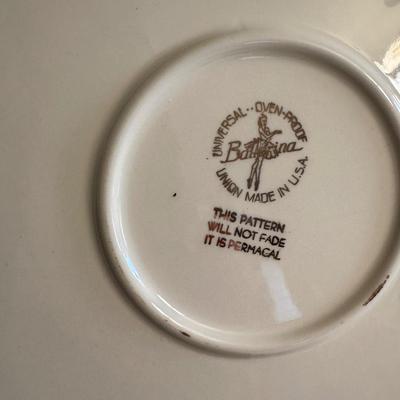 UNIVERSAL·· OVEN-PROOF
Ballerina
UNION MADE IN U.S.A.
THIS PATTERN
WILL NOT FADE
IT IS PERMACAL